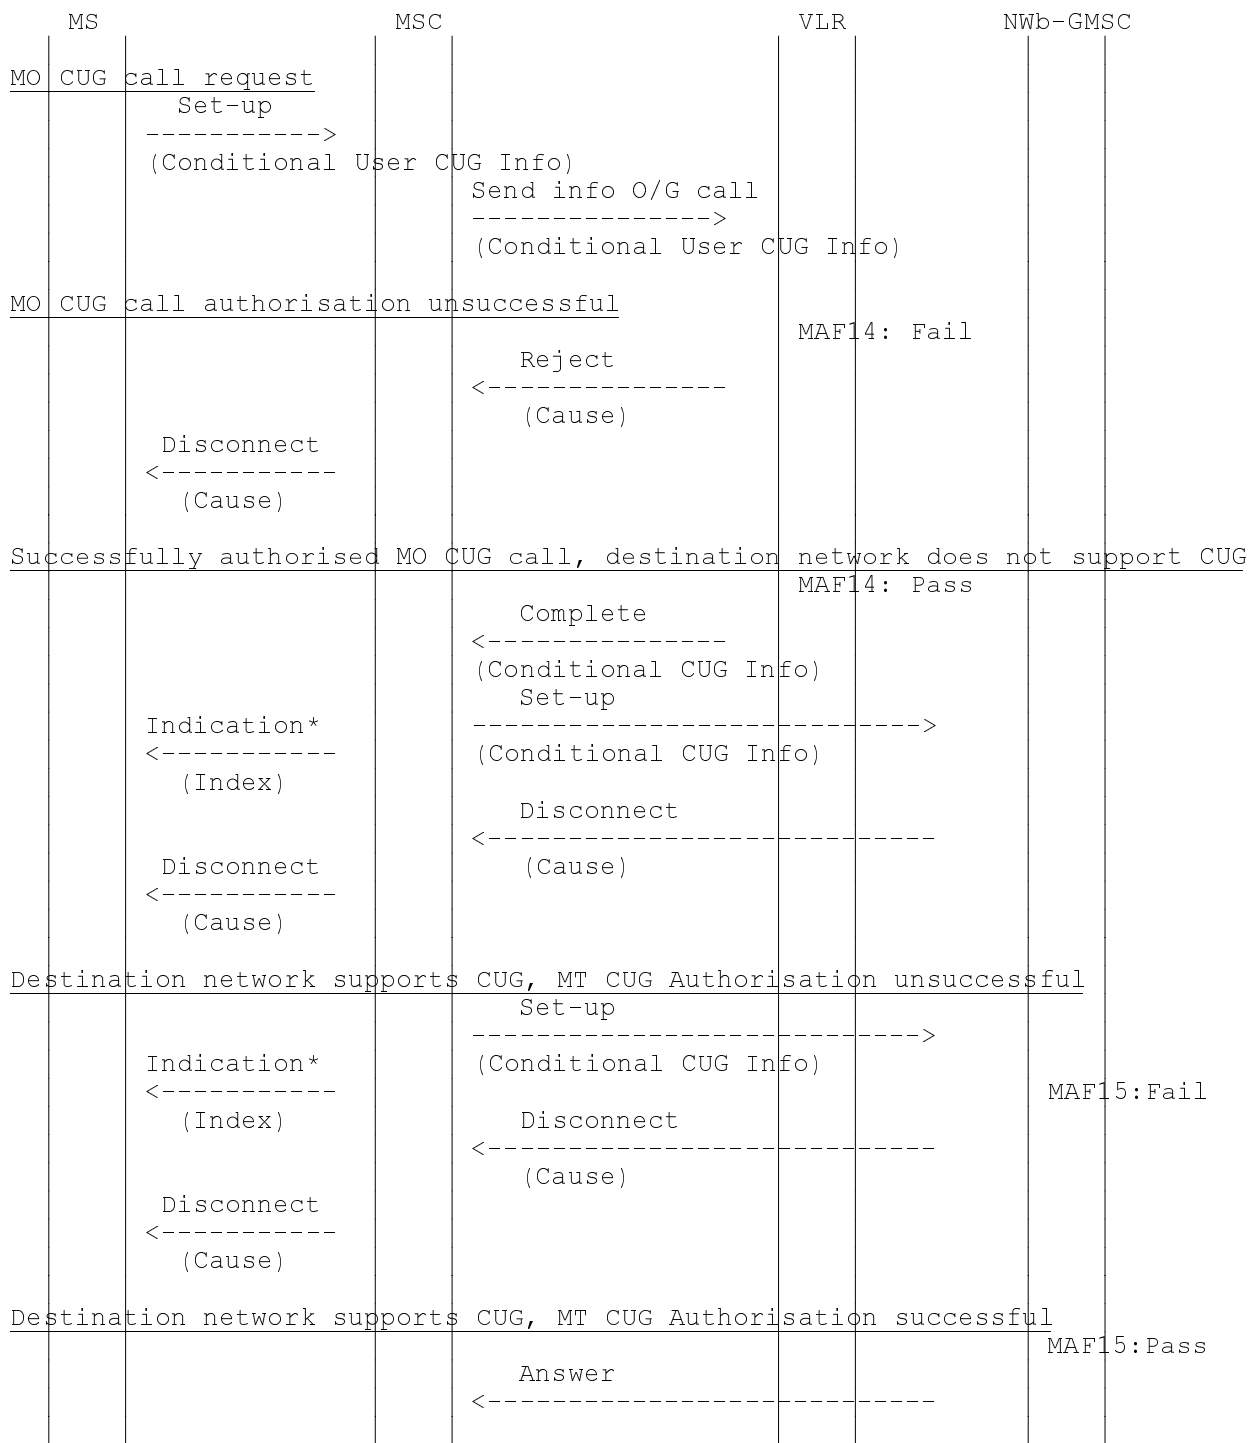 MS MSC VLR NWb-GMSC
MO CUG call request
Set-up
----------->
(Conditional User CUG Info)
Send info O/G call
--------------->
(Conditional User CUG Info)
MO CUG call authorisation unsuccessful
MAF14: Fail
Reject
<---------------
(Cause)
Disconnect
<-----------
(Cause)
Successfully authorised MO CUG call, destination network does not support CUG
MAF14: Pass
Complete
<---------------
(Conditional CUG Info)
Set-up
Indication* ---------------------------->
<----------- (Conditional CUG Info)
(Index)
Disconnect
<----------------------------
Disconnect (Cause)
<-----------
(Cause)
Destination network supports CUG, MT CUG Authorisation unsuccessful
Set-up
---------------------------->
Indication* (Conditional CUG Info)
<----------- MAF15:Fail
(Index) Disconnect
<----------------------------
(Cause)
Disconnect
<-----------
(Cause)
Destination network supports CUG, MT CUG Authorisation successful
MAF15:Pass
Answer
<----------------------------